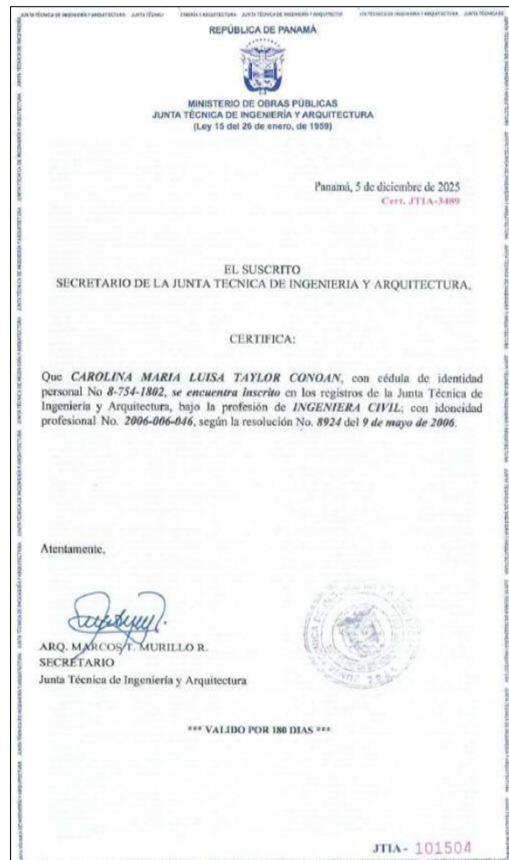 REPÚBLICA DE PANAMÁ
MINISTERIO DE OBRAS PÚBLICAS
JUNTA TÉCNICA DE INGENIERÍA Y ARQUITECTURA
(Ley 15 del 26 de enero, de 1959)
Panamá, 5 de diciembre de 2025
Cert. JTIA-3489
EL SUSCRITO
SECRETARIO DE LA JUNTA TECNICA DE INGENIERIA Y ARQUITECTURA,
CERTIFICA:
Que CAROLINA MARIA LUISA TAYLOR CONOAN, con cédula de identidad
personal No 8-754-1802, se encuentra inscrito en los registros de la Junta Técnica de
Ingeniería y Arquitectura, bajo la profesión de INGENIERA CIVIL; con idoneidad
profesional No. 2006-006-046, según la resolución No. 8924 del 9 de mayo de 2006.
Atentamente,
ARQ. MARCOS T. MURILLO R.
SECRETARIO
Junta Técnica de Ingeniería y Arquitectura
*** VALIDO POR 180 DIAS ***
JTIA - 101504